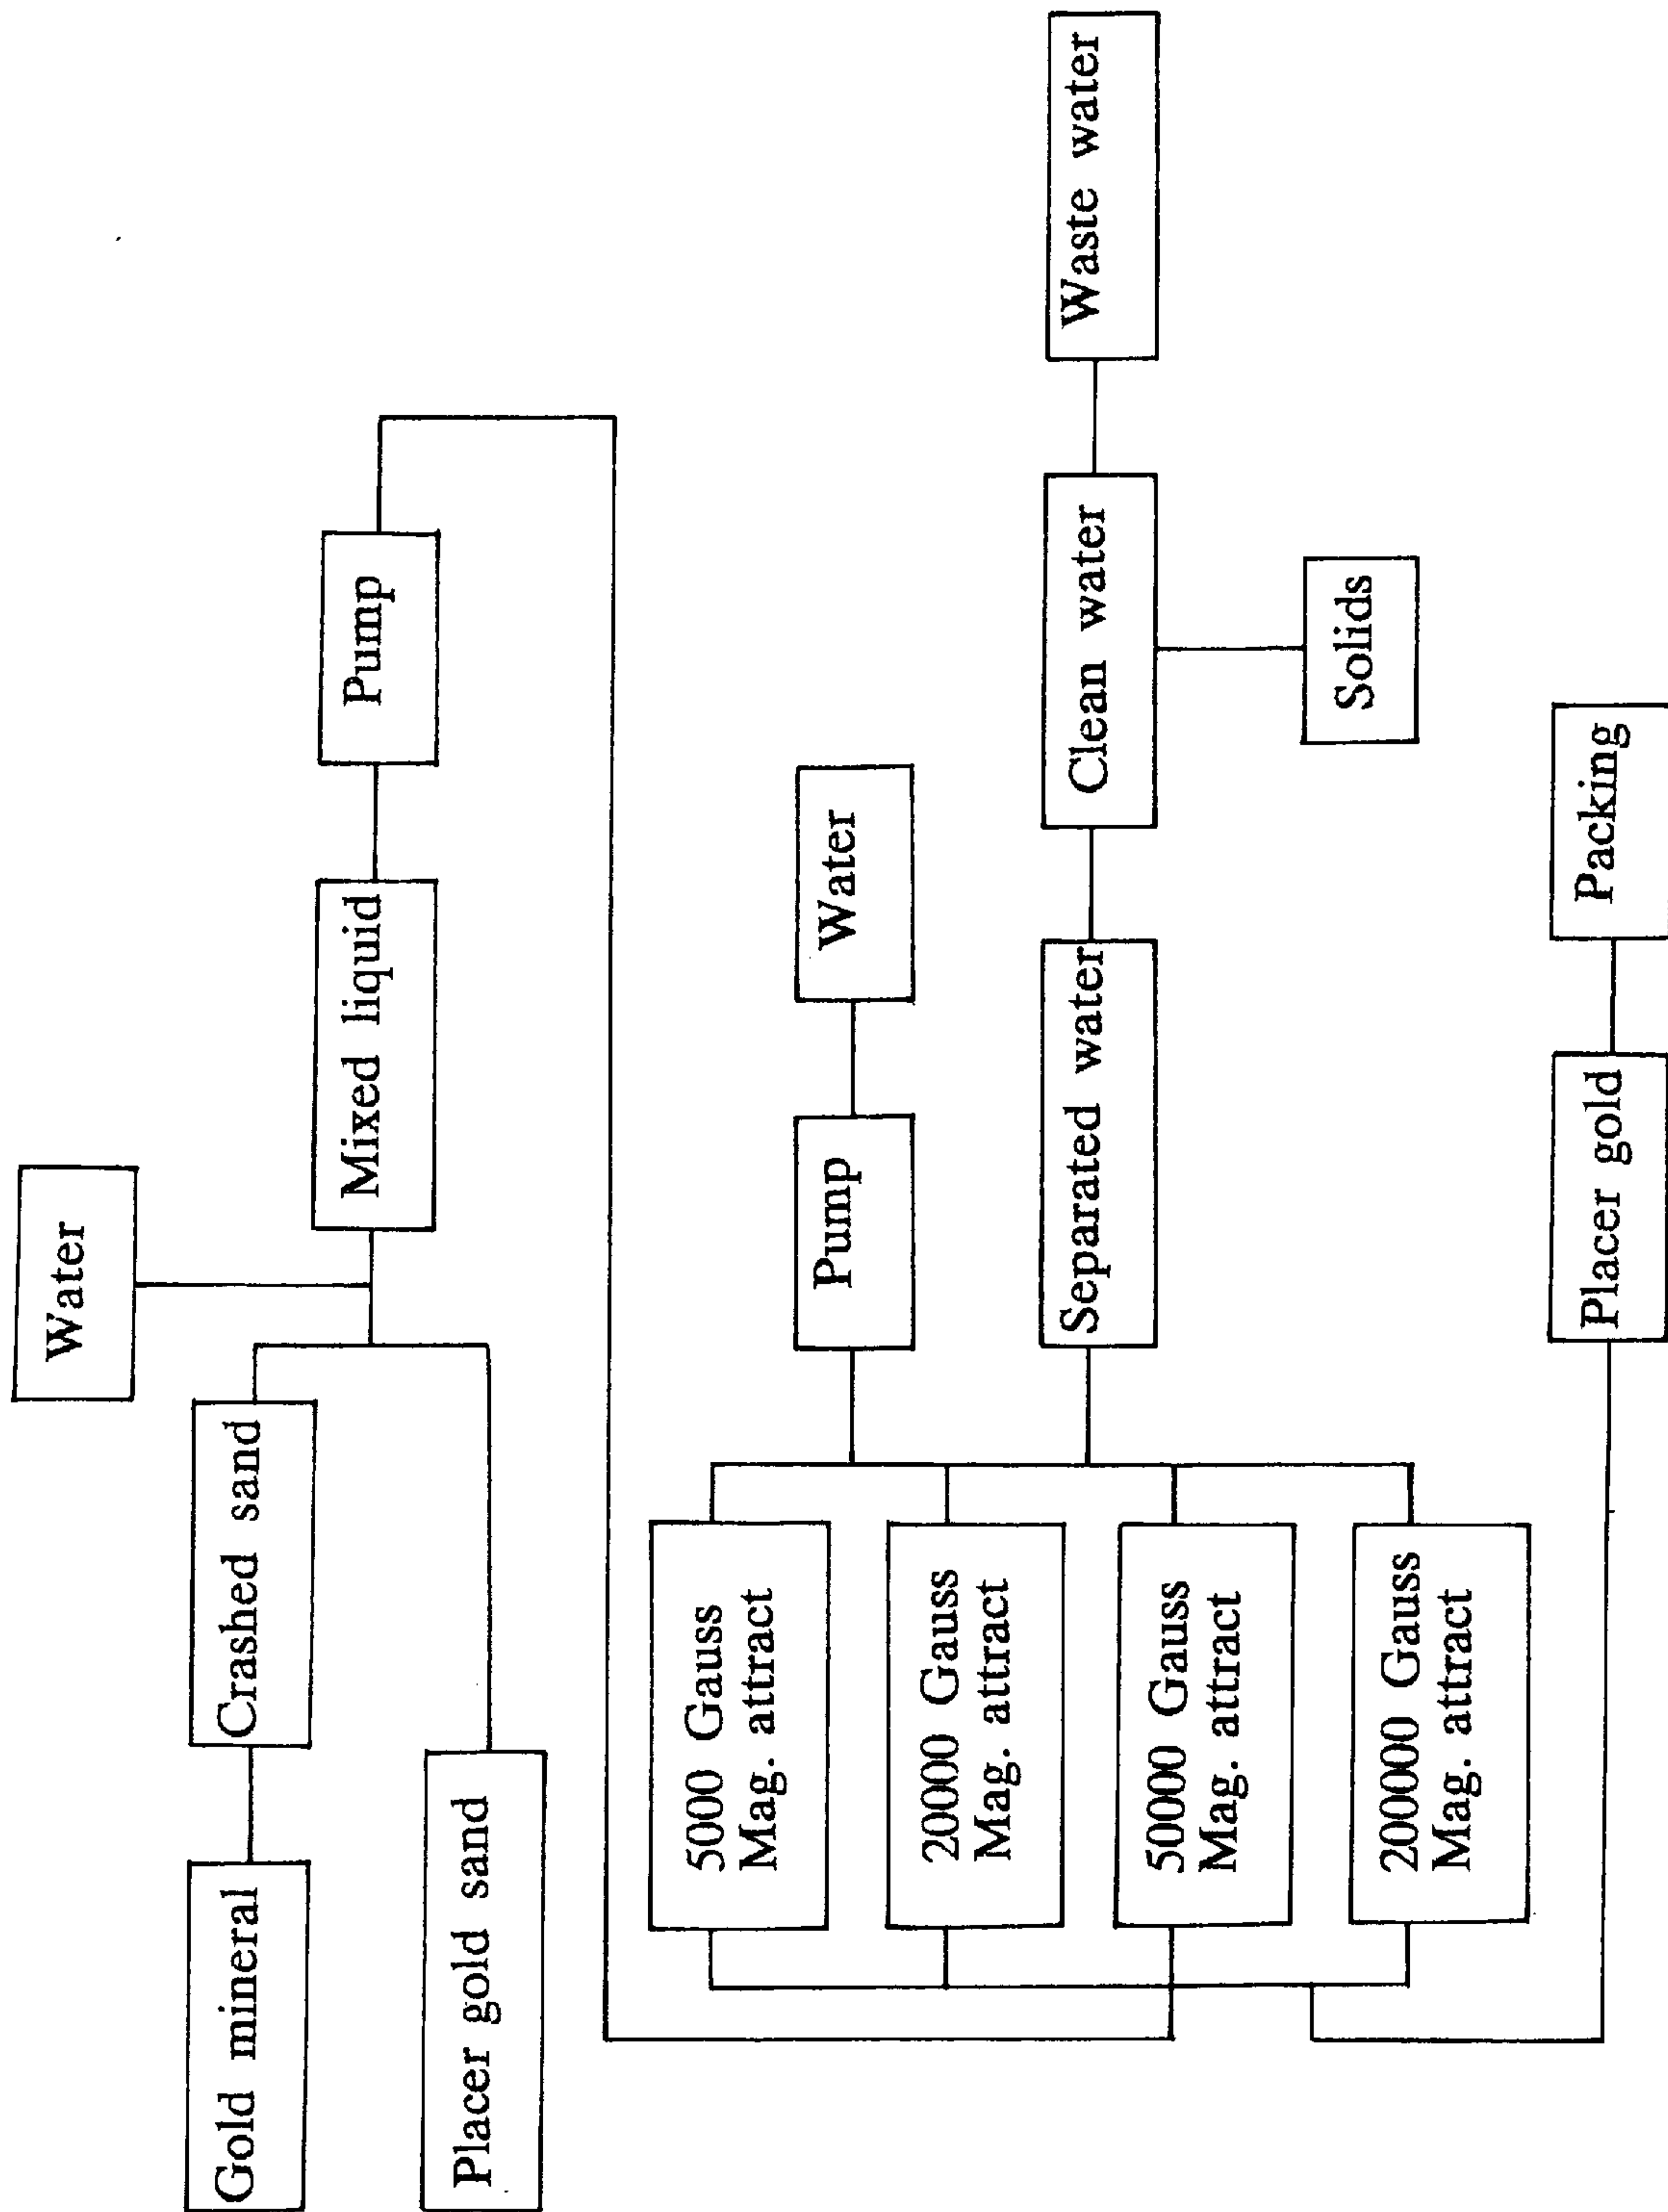 Water
Gold mineral
Crashed sand
Mixed liquid
Pump
Placer gold sand
5000 Gauss
Mag. attract
20000 Gauss
Mag. attract
50000 Gauss
Mag. attract
200000 Gauss
Mag. attract
Pump
Water
Separated water
Clean water
Waste water
Solids
Placer gold
Packing